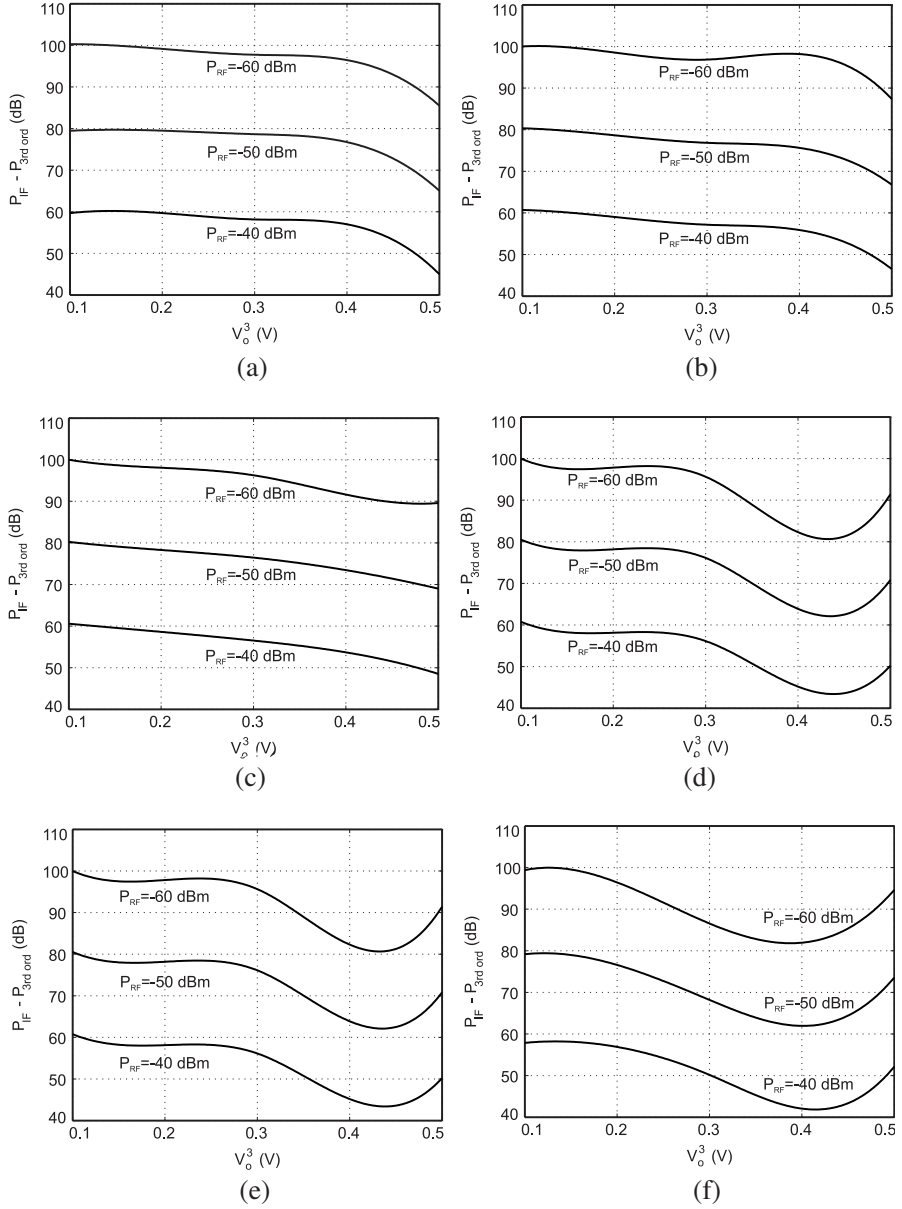 110
100
90
80
70
60
50
40
P_IF - P_3rd ord (dB)
P_RF=-60 dBm
P_RF=-50 dBm
P_RF=-40 dBm
0.1 0.2 0.3 0.4 0.5
V_o^3 (V)
(a)
110
100
90
80
70
60
50
40
P_IF - P_3rd ord (dB)
P_RF=-60 dBm
P_RF=-50 dBm
P_RF=-40 dBm
0.1 0.2 0.3 0.4 0.5
V_o^3 (V)
(b)
110
100
90
80
70
60
50
40
P_IF - P_3rd ord (dB)
P_RF=-60 dBm
P_RF=-50 dBm
P_RF=-40 dBm
0.1 0.2 0.3 0.4 0.5
V_o^3 (V)
(c)
110
100
90
80
70
60
50
40
P_IF - P_3rd ord (dB)
P_RF=-60 dBm
P_RF=-50 dBm
P_RF=-40 dBm
0.1 0.2 0.3 0.4 0.5
V_o^3 (V)
(d)
110
100
90
80
70
60
50
40
P_IF - P_3rd ord (dB)
P_RF=-60 dBm
P_RF=-50 dBm
P_RF=-40 dBm
0.1 0.2 0.3 0.4 0.5
V_o^3 (V)
(e)
110
100
90
80
70
60
50
40
P_IF - P_3rd ord (dB)
P_RF=-60 dBm
P_RF=-50 dBm
P_RF=-40 dBm
0.1 0.2 0.3 0.4 0.5
V_o^3 (V)
(f)